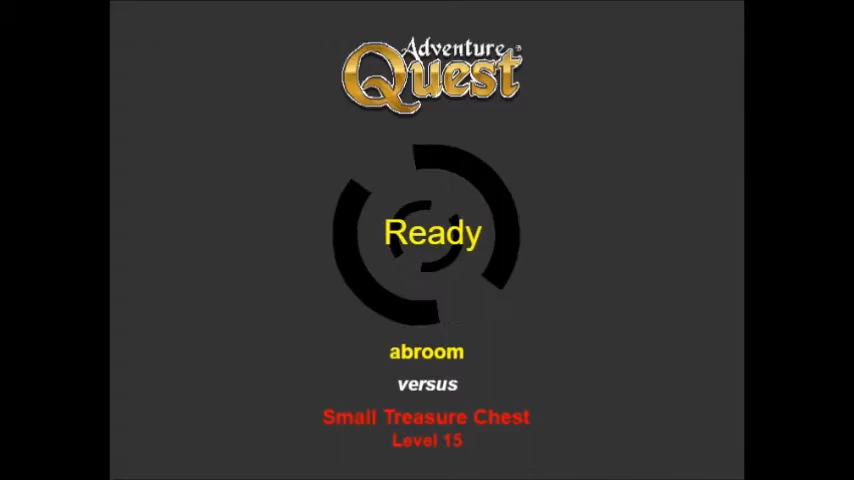 Adventure
Quest
Ready
abroom
versus
Small Treasure Chest
Level 15